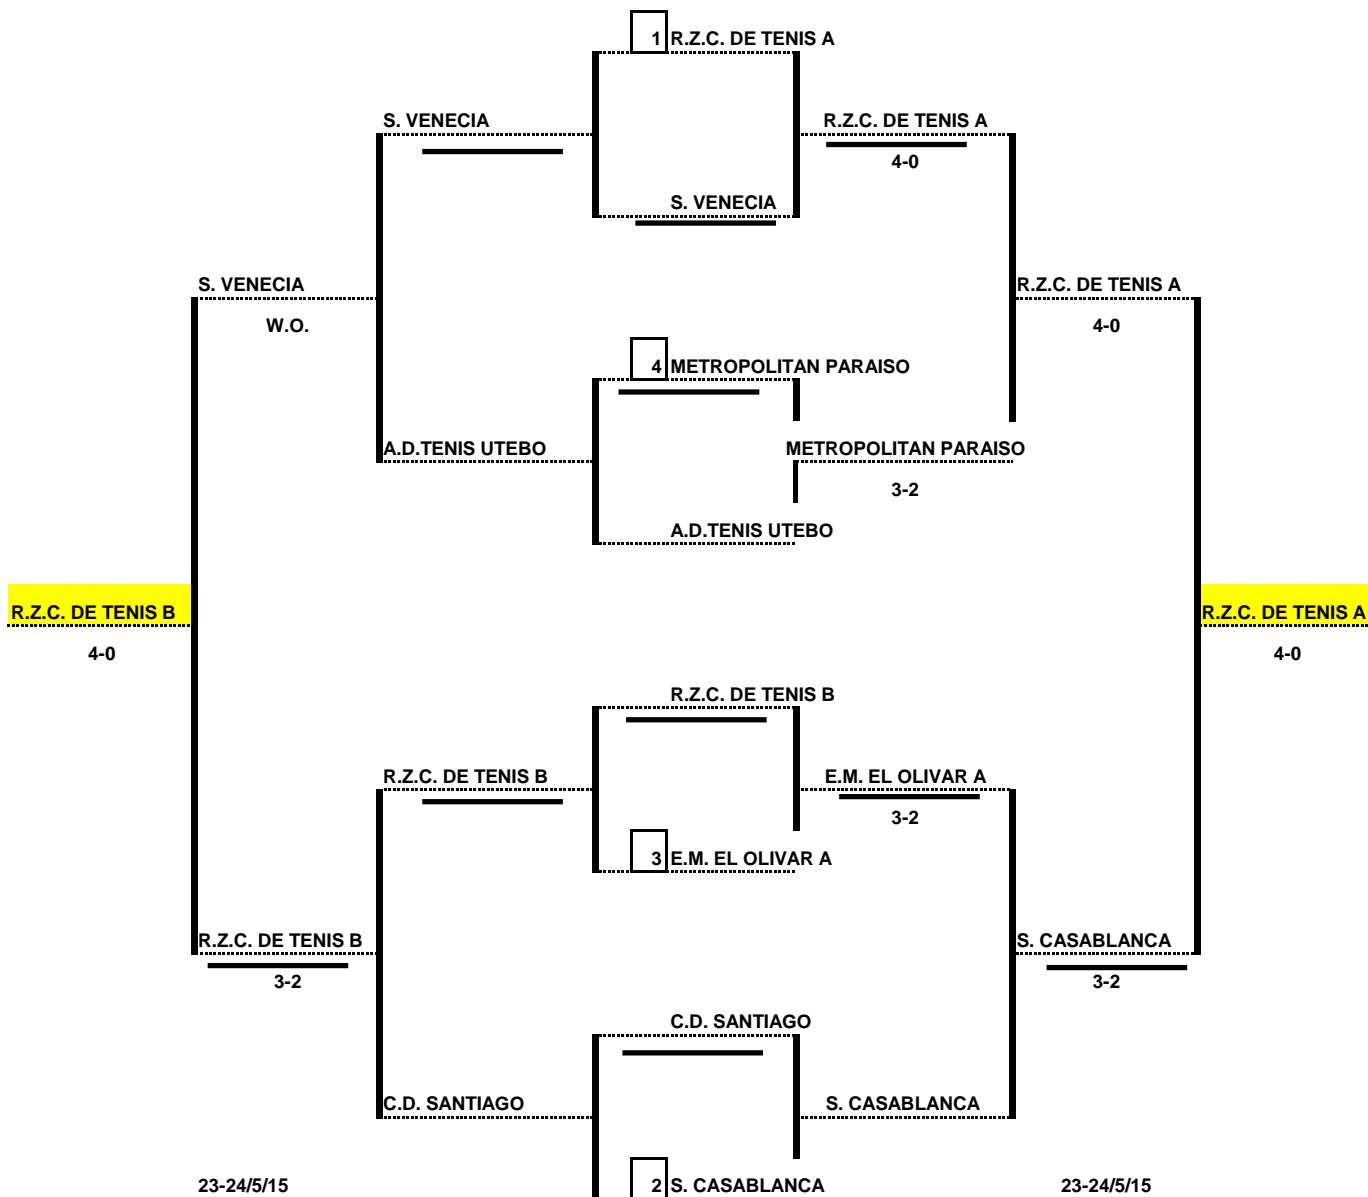 1 R.Z.C. DE TENIS A
S. VENECIA R.Z.C. DE TENIS A
4-0
S. VENECIA
S. VENECIA R.Z.C. DE TENIS A
W.O. 4-0
4 METROPOLITAN PARAISO
A.D.TENIS UTEBO METROPOLITAN PARAISO
3-2
A.D.TENIS UTEBO
R.Z.C. DE TENIS B R.Z.C. DE TENIS A
4-0 4-0
R.Z.C. DE TENIS B
R.Z.C. DE TENIS B E.M. EL OLIVAR A
3-2
3 E.M. EL OLIVAR A
R.Z.C. DE TENIS B S. CASABLANCA
3-2 3-2
C.D. SANTIAGO
C.D. SANTIAGO S. CASABLANCA
23-24/5/15 2 S. CASABLANCA 23-24/5/15